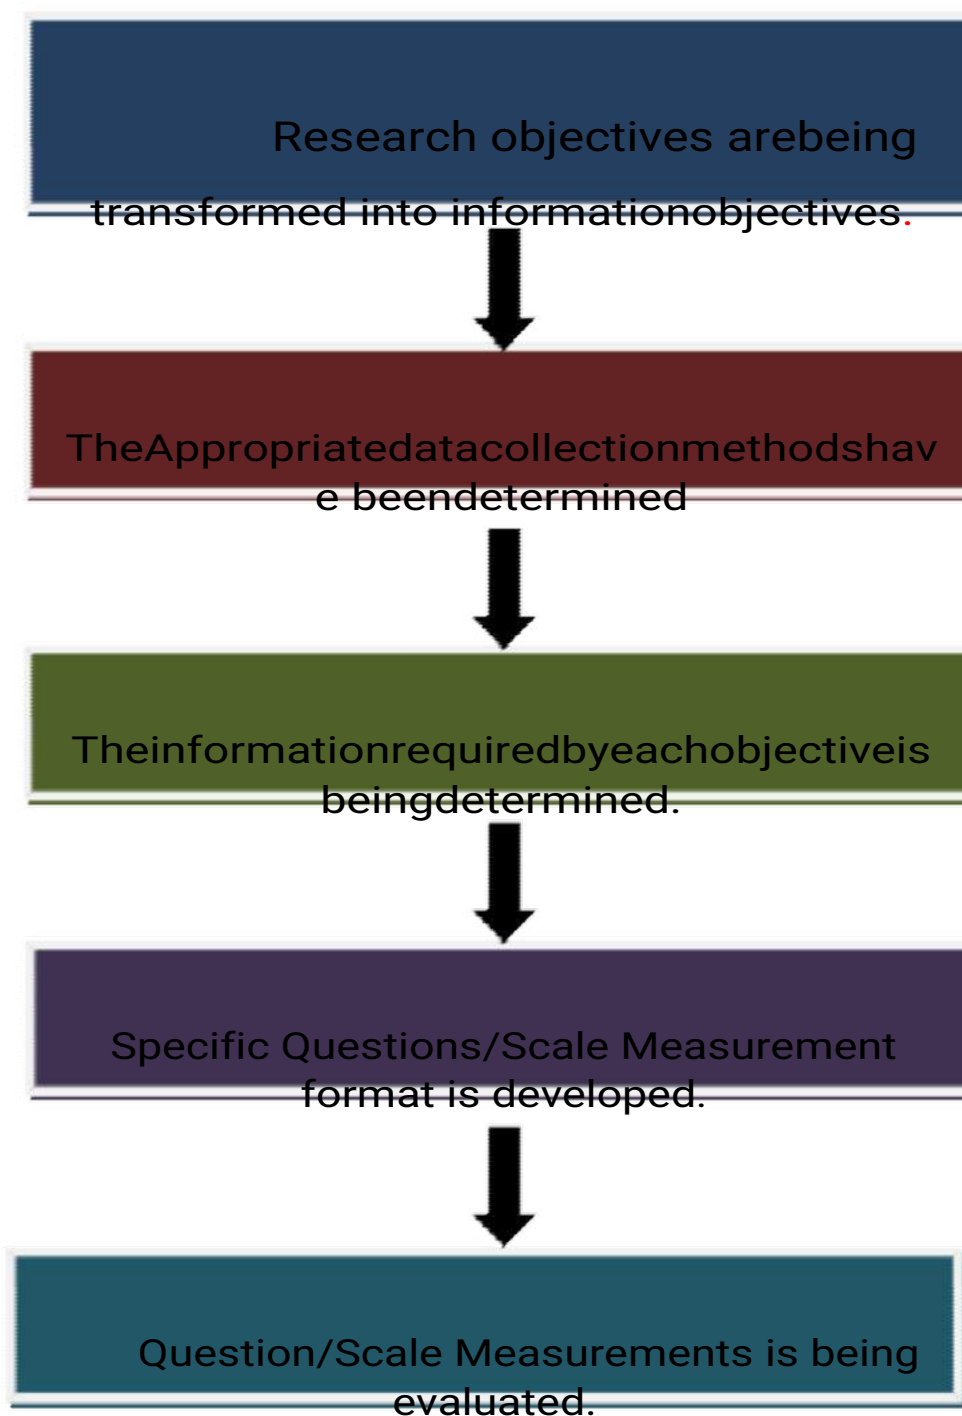 Research objectives arebeing
transformed into informationobjectives.
TheAppropriatedatacollectionmethodshav
e beendetermined
Theinformationrequiredbyeachobjectiveis
beingdetermined.
Specific Questions/Scale Measurement
format is developed.
Question/Scale Measurements is being
evaluated.